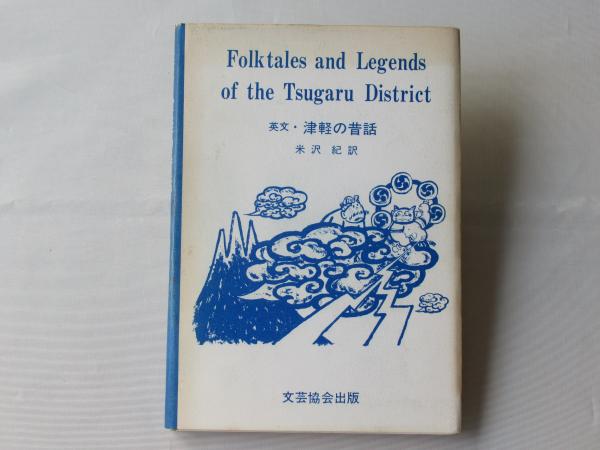 Folktales and Legends
of the Tsugaru District
英文・津軽の昔話
米沢 紀 訳
文芸協会出版